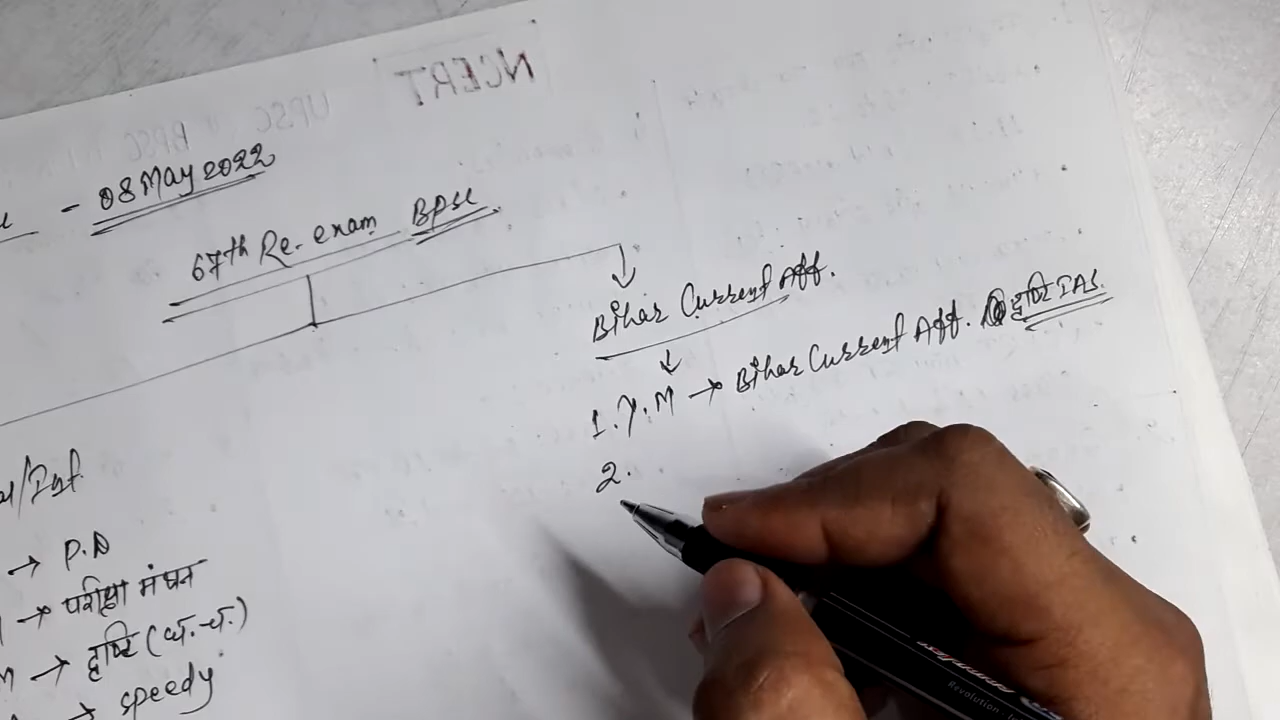 NCERT
UPSC BPSC
- 08 May 2022
67th Re-exam BPSC
Bihar Current Aff.
1. Y.M → Bihar Current Aff. दृष्टि IAS.
2.
→ P.D
→ परीक्षा मंथन
M → दृष्टि (क.-च.)
→ speedy